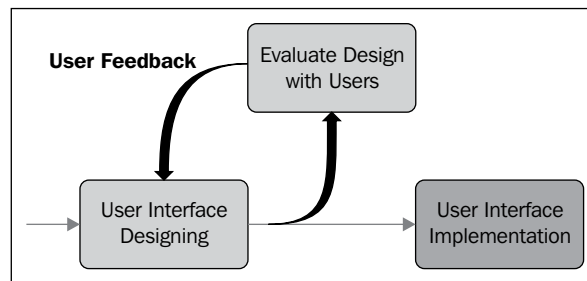 User Feedback
Evaluate Design
with Users
User Interface
Designing
User Interface
Implementation